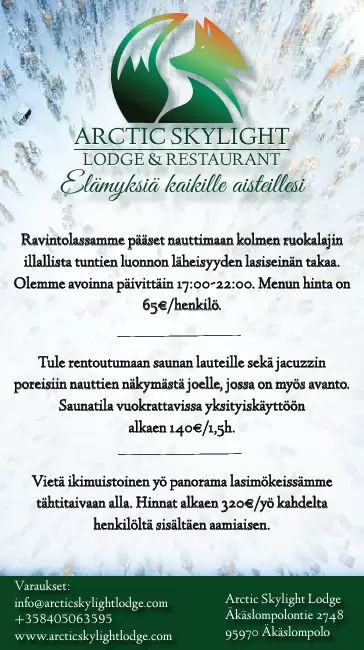 ARCTIC SKYLIGHT
LODGE & RESTAURANT
Elämyksiä kaikille aisteillesi
Ravintolassamme pääset nauttimaan kolmen ruokalajin
illallista tuntien luonnon läheisyyden lasiseinän takaa.
Olemme avoinna päivittäin 17:00-22:00. Menun hinta on
65€/henkilö.
Tule rentoutumaan saunan lauteille sekä jacuzzin
poreisiin nauttien näkymästä joelle, jossa on myös avanto.
Saunatila vuokrattavissa yksityiskäyttöön
alkaen 140€/1,5h.
Vietä ikimuistoinen yö panorama lasimökeissämme
tähtitaivaan alla. Hinnat alkaen 320€/yö kahdelta
henkilöltä sisältäen aamiaisen.
Varaukset:
info@arcticskylightlodge.com
+358405063595
www.arcticskylightlodge.com
Arctic Skylight Lodge
Äkäslompolontie 2748
95970 Äkäslompolo